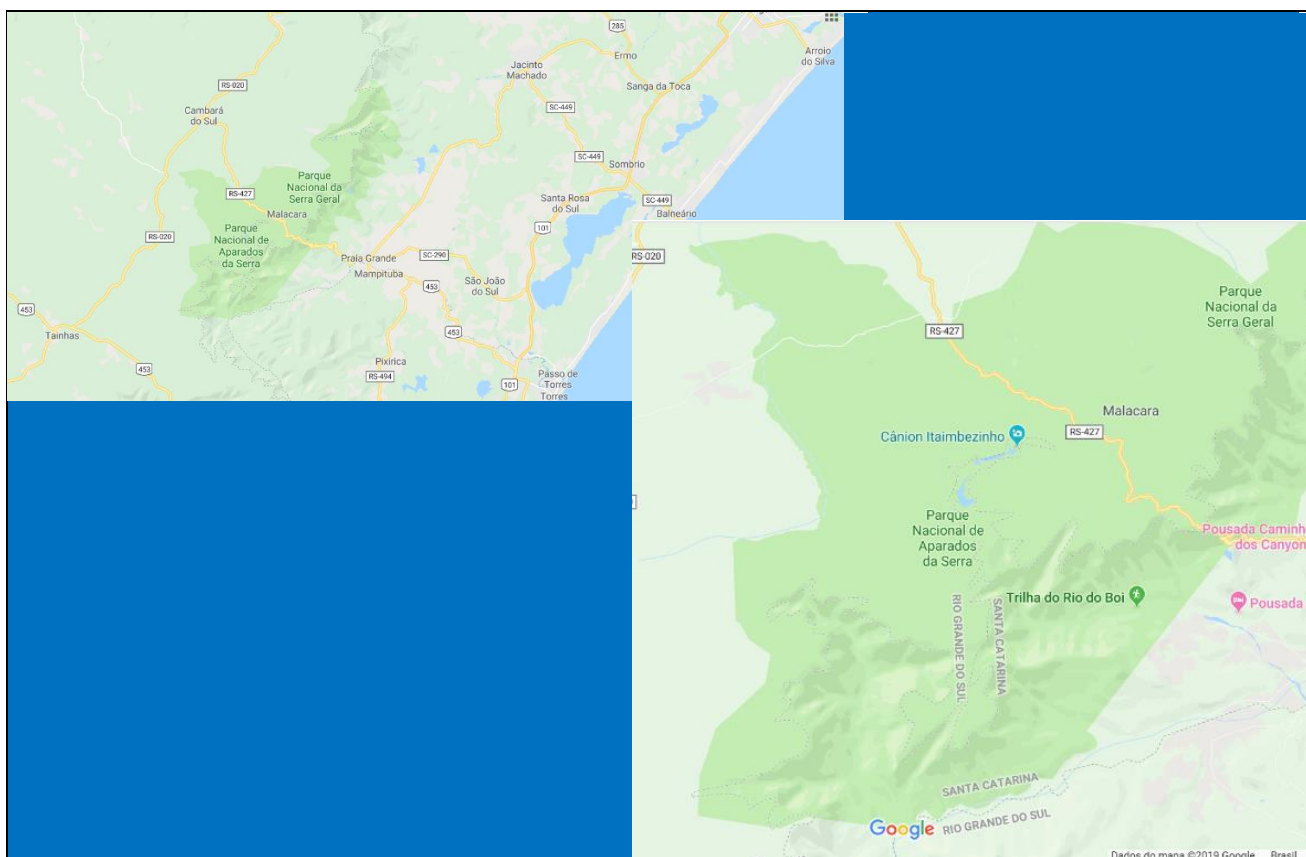 285
Arroio
do Silva
Ermo
Jacinto
Machado
Sanga da Toca
RS-020
Cambará
do Sul
SC-449
SC-449
Sombrio
Parque
Nacional da
Serra Geral
RS-427
Santa Rosa
do Sul
SC-449
Balneário
Malacara
Parque
Nacional de
Aparados
da Serra
RS-020
101
Praia Grande
SC-290
Mampituba
453
São João
do Sul
453
Tainhas
453
453
Pixirica
RS-494
101
Passo de
Torres
Torres
RS-020
Parque
Nacional da
Serra Geral
RS-427
Malacara
RS-427
Cânion Itaimbezinho
Parque
Nacional de
Aparados
da Serra
Pousada Caminh
dos Canyon
Trilha do Rio do Boi
Pousada
RIO GRANDE DO SUL
SANTA CATARINA
SANTA CATARINA
Google
RIO GRANDE DO SUL
Dados do mapa ©2019 Google Brasil